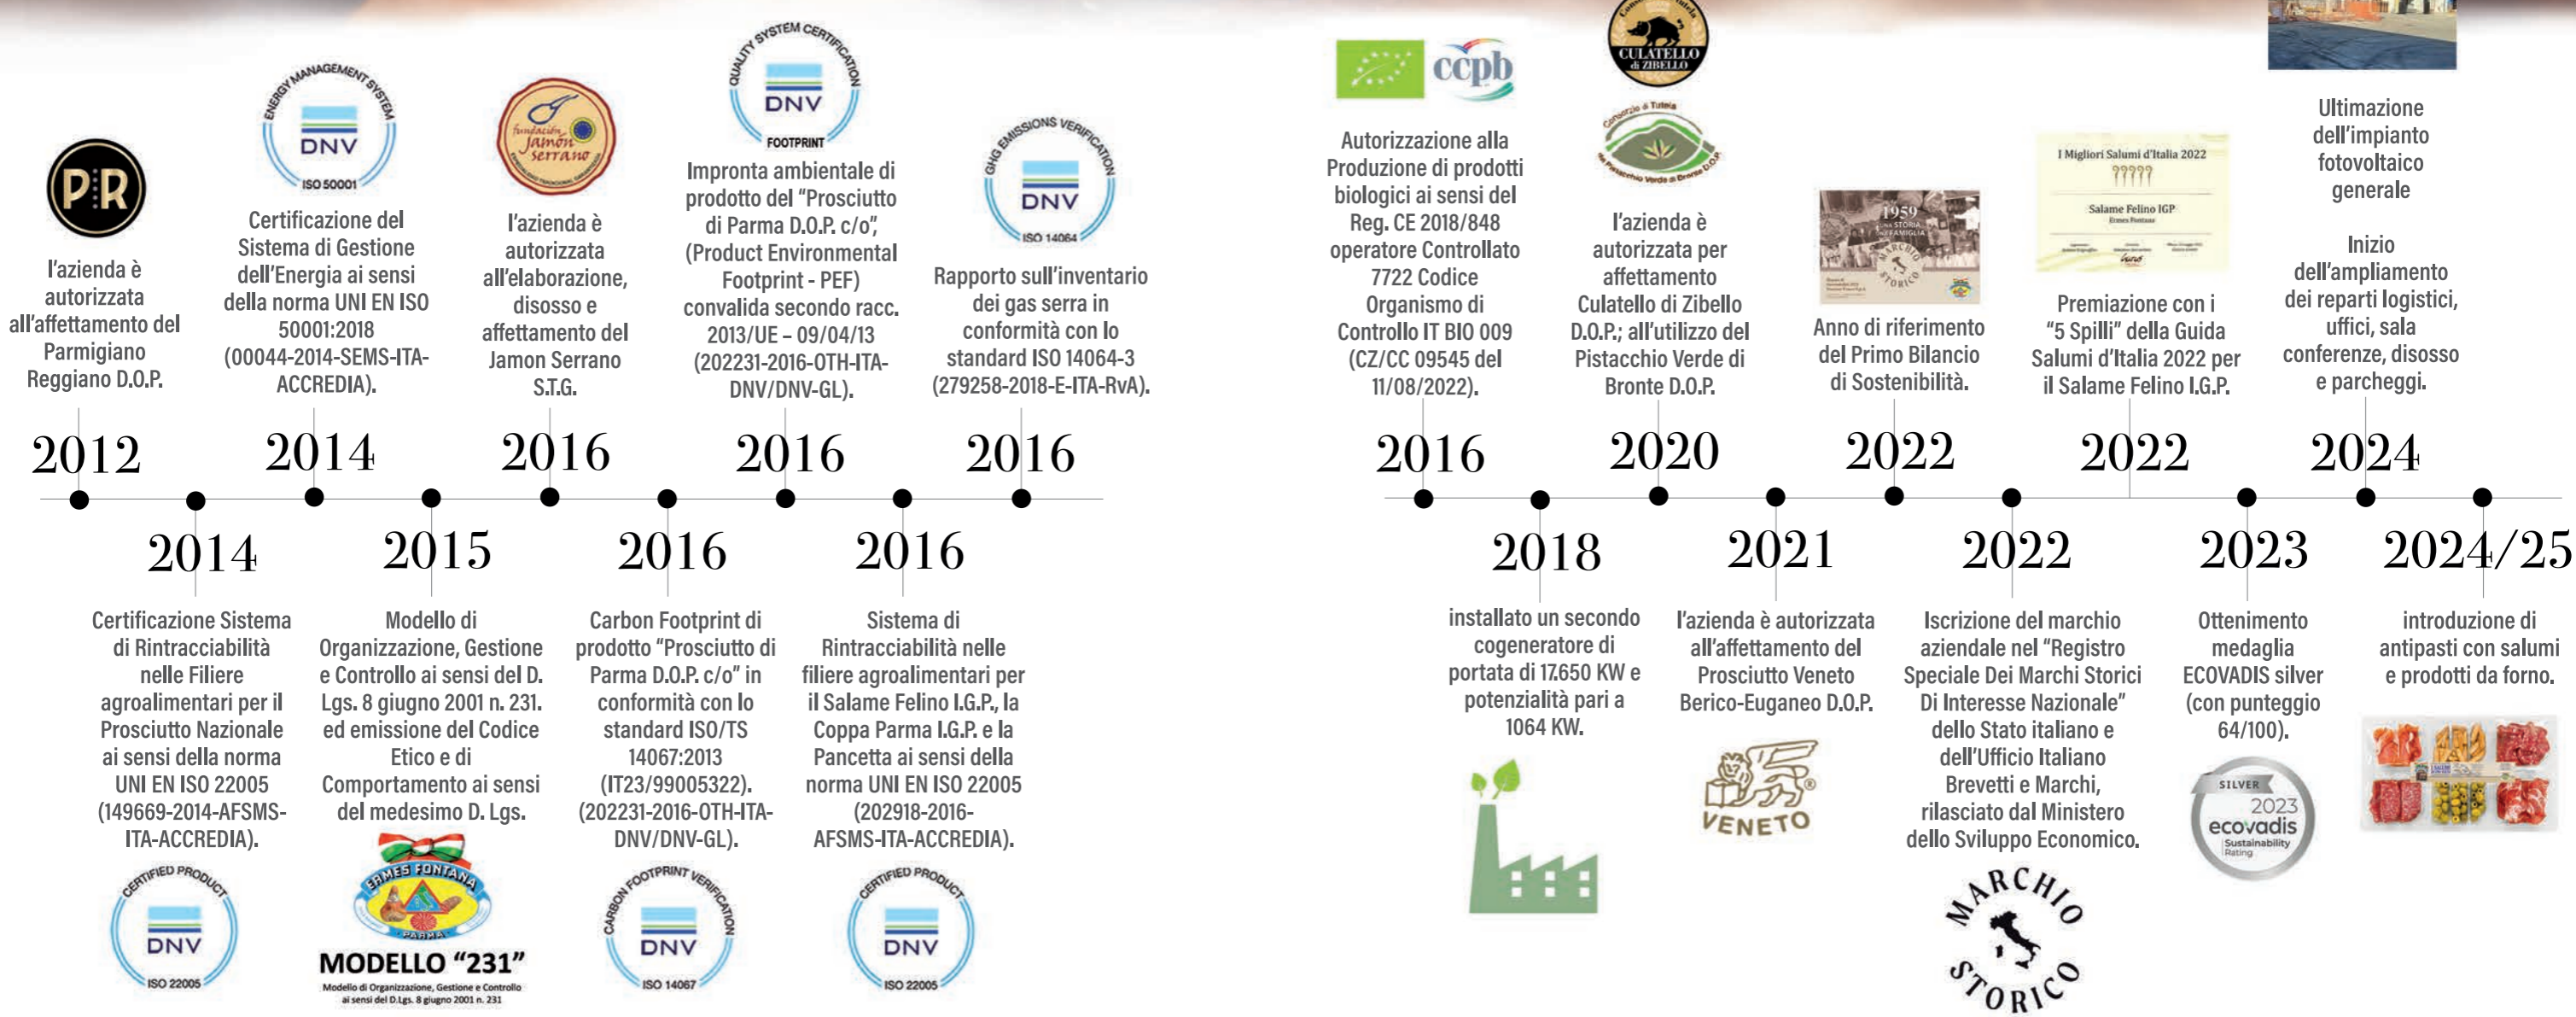 PR
l'azienda è
autorizzata
all'affettamento del
Parmigiano
Reggiano D.O.P.
2012
2014
Certificazione Sistema
di Rintracciabilità
nelle Filiere
agroalimentari per il
Prosciutto Nazionale
ai sensi della norma
UNI EN ISO 22005
(149669-2014-AFSMS-
ITA-ACCREDIA).
CERTIFIED PRODUCT
DNV
ISO 22005
ENERGY MANAGEMENT SYSTEM
DNV
ISO 50001
Certificazione del
Sistema di Gestione
dell'Energia ai sensi
della norma UNI EN ISO
50001:2018
(00044-2014-SEMS-ITA-
ACCREDIA).
2014
2015
Modello di
Organizzazione, Gestione
e Controllo ai sensi del D.
Lgs. 8 giugno 2001 n. 231.
ed emissione del Codice
Etico e di
Comportamento ai sensi
del medesimo D. Lgs.
ERMES FONTANA
PARMA
MODELLO “231”
Modello di Organizzazione, Gestione e Controllo
ai sensi del D.Lgs. 8 giugno 2001 n. 231
fundación
Jamón
serrano
l'azienda è
autorizzata
all'elaborazione,
disosso e
affettamento del
Jamon Serrano
S.T.G.
2016
2016
Carbon Footprint di
prodotto “Prosciutto di
Parma D.O.P. c/o” in
conformità con lo
standard ISO/TS
14067:2013
(IT23/99005322).
(202231-2016-OTH-ITA-
DNV/DNV-GL).
CARBON FOOTPRINT VERIFICATION
DNV
ISO 14067
QUALITY SYSTEM CERTIFICATION
DNV
FOOTPRINT
Impronta ambientale di
prodotto del “Prosciutto
di Parma D.O.P. c/o”,
(Product Environmental
Footprint - PEF)
convalida secondo racc.
2013/UE – 09/04/13
(202231-2016-OTH-ITA-
DNV/DNV-GL).
2016
2016
Sistema di
Rintracciabilità nelle
filiere agroalimentari per
il Salame Felino I.G.P., la
Coppa Parma I.G.P. e la
Pancetta ai sensi della
norma UNI EN ISO 22005
(202918-2016-
AFSMS-ITA-ACCREDIA).
CERTIFIED PRODUCT
DNV
ISO 22005
GHG EMISSIONS VERIFICATION
DNV
ISO 14064
Rapporto sull'inventario
dei gas serra in
conformità con lo
standard ISO 14064-3
(279258-2018-E-ITA-RvA).
2016
ccpb
Autorizzazione alla
Produzione di prodotti
biologici ai sensi del
Reg. CE 2018/848
operatore Controllato
7722 Codice
Organismo di
Controllo IT BIO 009
(CZ/CC 09545 del
11/08/2022).
2016
2018
installato un secondo
cogeneratore di
portata di 17.650 KW e
potenzialità pari a
1064 KW.
CULATELLO
di ZIBELLO
Consorzio di Tutela
Pistacchio Verde di Bronte D.O.P.
l'azienda è
autorizzata per
affettamento
Culatello di Zibello
D.O.P.; all'utilizzo del
Pistacchio Verde di
Bronte D.O.P.
2020
2021
l'azienda è autorizzata
all'affettamento del
Prosciutto Veneto
Berico-Euganeo D.O.P.
VENETO
®
1959
UNA STORIA
DI FAMIGLIA
MARCHIO
STORICO
Anno di riferimento
del Primo Bilancio
di Sostenibilità.
2022
2022
Iscrizione del marchio
aziendale nel “Registro
Speciale Dei Marchi Storici
Di Interesse Nazionale”
dello Stato italiano e
dell'Ufficio Italiano
Brevetti e Marchi,
rilasciato dal Ministero
dello Sviluppo Economico.
MARCHIO
STORICO
I Migliori Salumi d'Italia 2022
Salame Felino IGP
Ermes Fontana
Premiazione con i
“5 Spilli” della Guida
Salumi d'Italia 2022 per
il Salame Felino I.G.P.
2022
2023
Ottenimento
medaglia
ECOVADIS silver
(con punteggio
64/100).
SILVER
2023
ecovadis
Sustainability
Rating
Ultimazione
dell'impianto
fotovoltaico
generale
Inizio
dell'ampliamento
dei reparti logistici,
uffici, sala
conferenze, disosso
e parcheggi.
2024
2024/25
introduzione di
antipasti con salumi
e prodotti da forno.